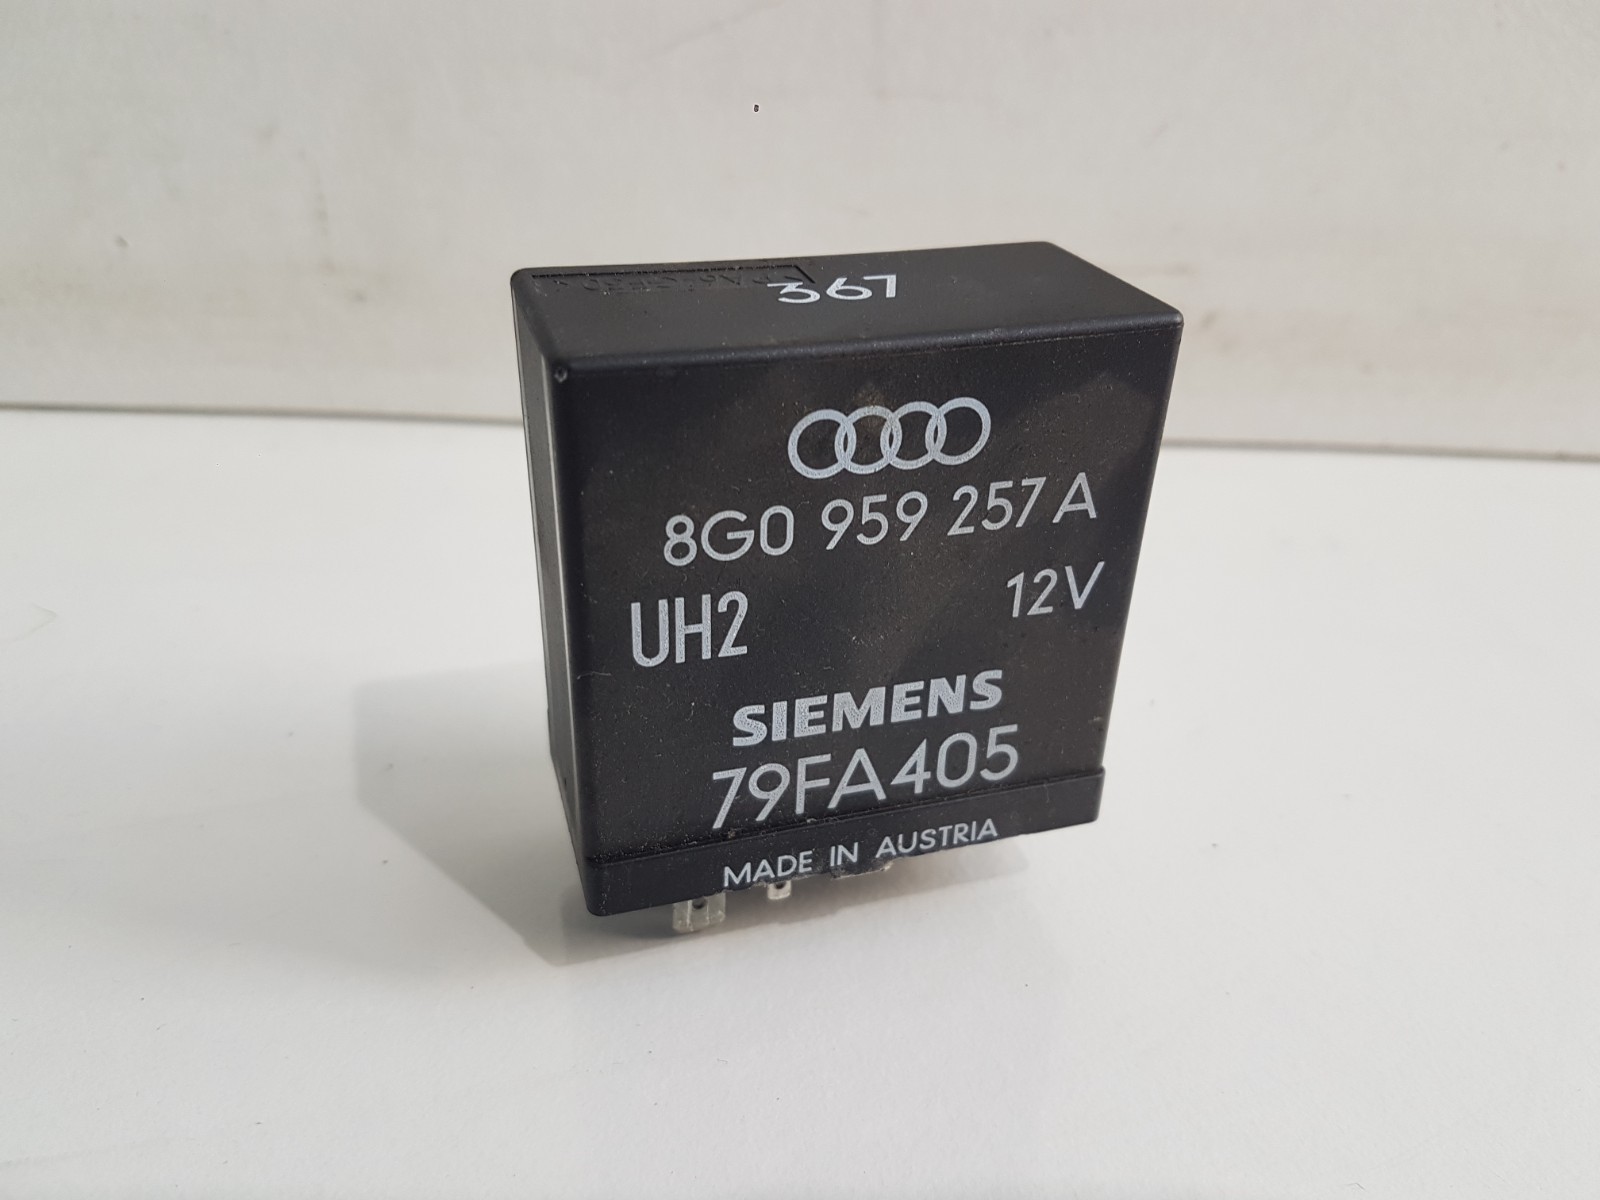 367
8G0 959 257 A
UH2 12V
SIEMENS
79FA405
MADE IN AUSTRIA